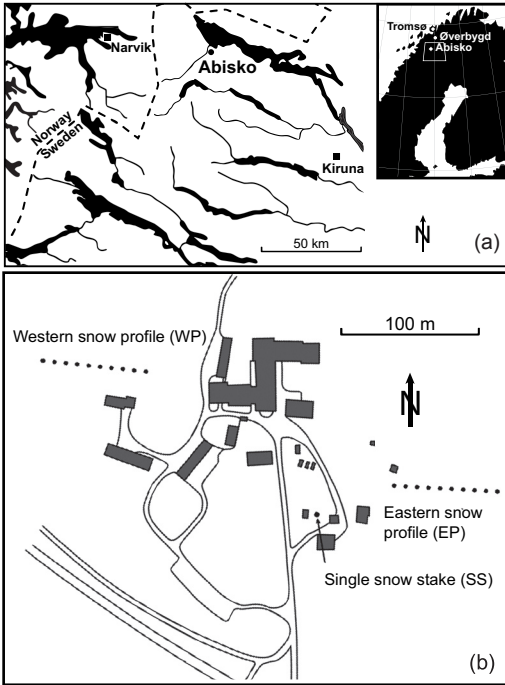 Narvik
Abisko
Norway
Sweden
Kiruna
50 km
Tromsø
Øverbygd
Abisko
N
(a)
Western snow profile (WP)
100 m
N
Eastern snow
profile (EP)
Single snow stake (SS)
(b)